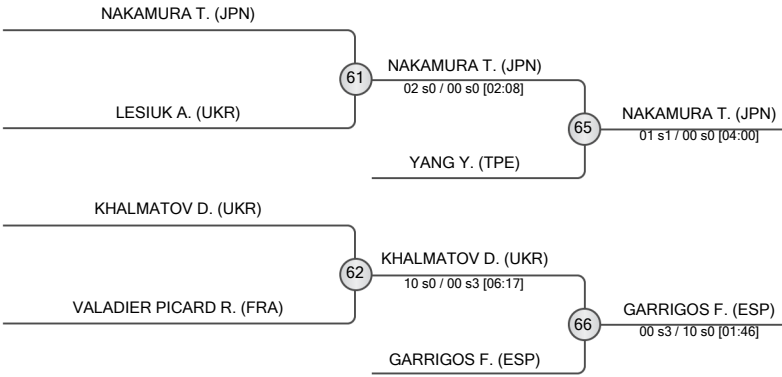 NAKAMURA T. (JPN)
61
NAKAMURA T. (JPN)
02 s0 / 00 s0 [02:08]
LESIUK A. (UKR)
65
NAKAMURA T. (JPN)
01 s1 / 00 s0 [04:00]
YANG Y. (TPE)
KHALMATOV D. (UKR)
62
KHALMATOV D. (UKR)
10 s0 / 00 s3 [06:17]
VALADIER PICARD R. (FRA)
66
GARRIGOS F. (ESP)
00 s3 / 10 s0 [01:46]
GARRIGOS F. (ESP)